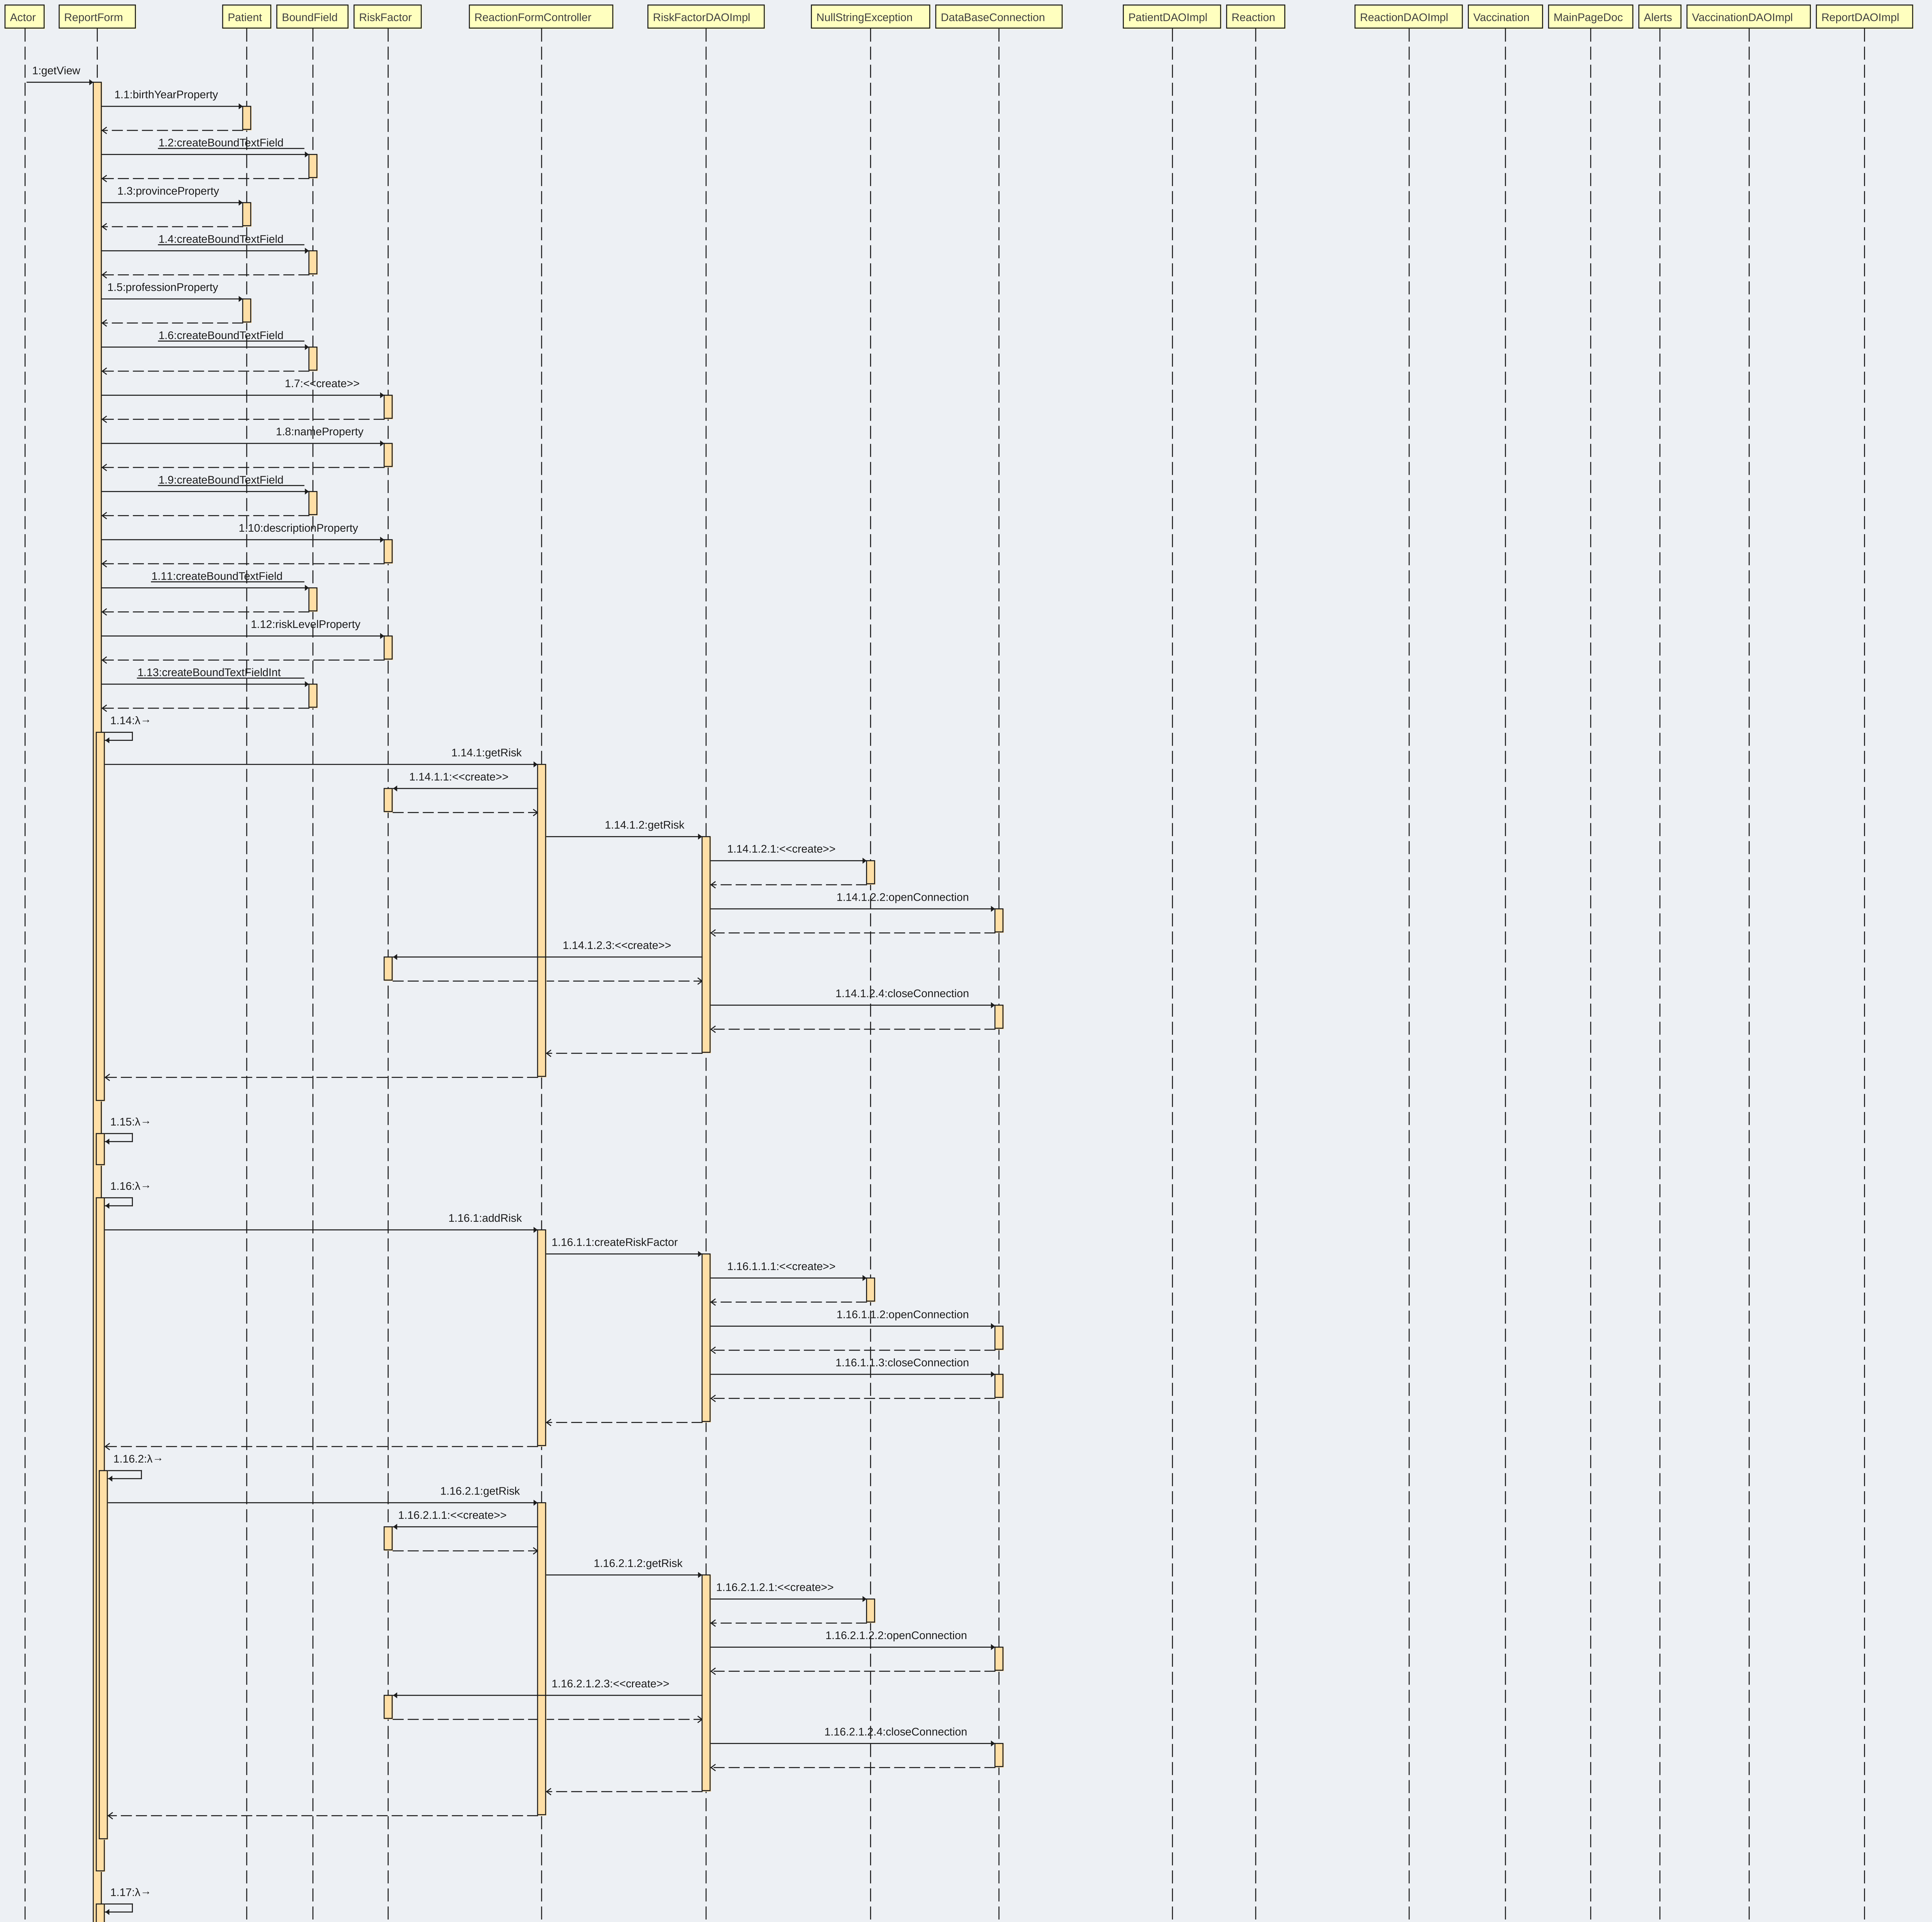 Actor
ReportForm
Patient
BoundField
RiskFactor
ReactionFormController
RiskFactorDAOImpl
NullStringException
DataBaseConnection
PatientDAOImpl
Reaction
ReactionDAOImpl
Vaccination
MainPageDoc
Alerts
VaccinationDAOImpl
ReportDAOImpl
1:getView
1.1:birthYearProperty
1.2:createBoundTextField
1.3:provinceProperty
1.4:createBoundTextField
1.5:professionProperty
1.6:createBoundTextField
1.7:<<create>>
1.8:nameProperty
1.9:createBoundTextField
1.10:descriptionProperty
1.11:createBoundTextField
1.12:riskLevelProperty
1.13:createBoundTextFieldInt
1.14:λ→
1.14.1:getRisk
1.14.1.1:<<create>>
1.14.1.2:getRisk
1.14.1.2.1:<<create>>
1.14.1.2.2:openConnection
1.14.1.2.3:<<create>>
1.14.1.2.4:closeConnection
1.15:λ→
1.16:λ→
1.16.1:addRisk
1.16.1.1:createRiskFactor
1.16.1.1.1:<<create>>
1.16.1.1.2:openConnection
1.16.1.1.3:closeConnection
1.16.2:λ→
1.16.2.1:getRisk
1.16.2.1.1:<<create>>
1.16.2.1.2:getRisk
1.16.2.1.2.1:<<create>>
1.16.2.1.2.2:openConnection
1.16.2.1.2.3:<<create>>
1.16.2.1.2.4:closeConnection
1.17:λ→